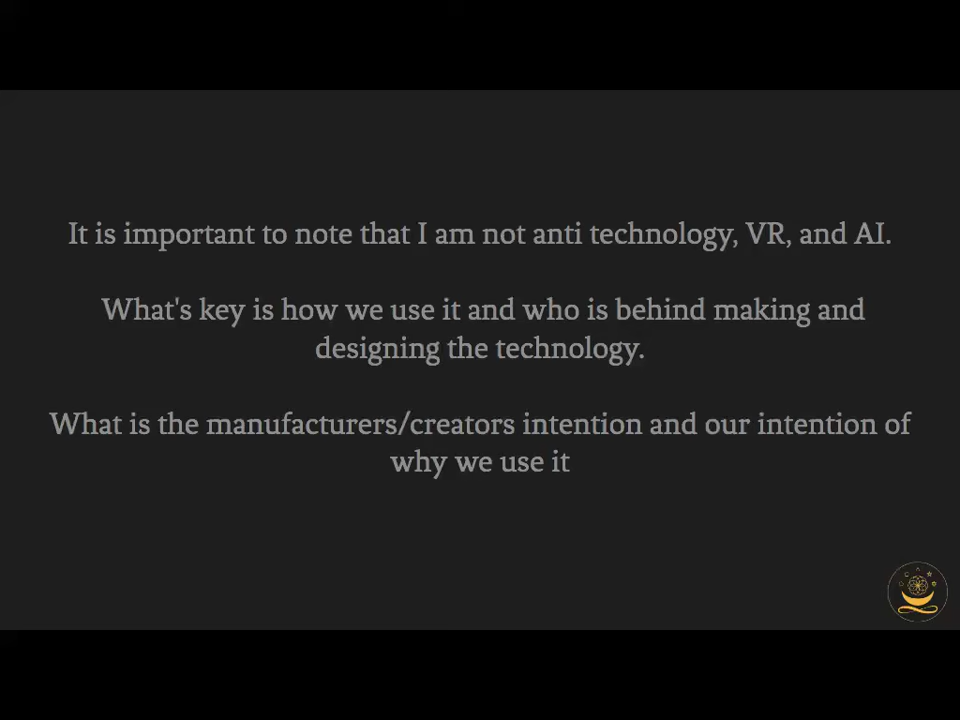 It is important to note that I am not anti technology, VR, and AI.
What's key is how we use it and who is behind making and
designing the technology.
What is the manufacturers/creators intention and our intention of
why we use it